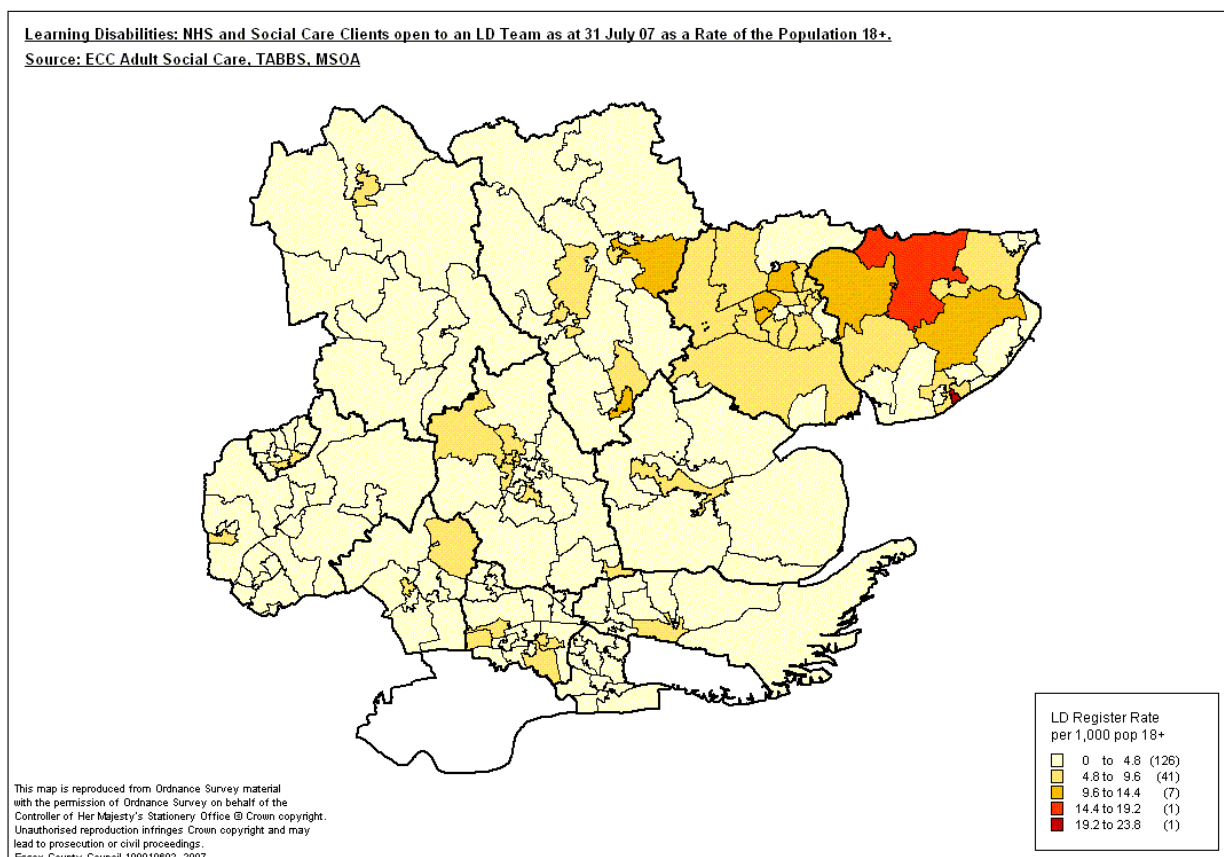 Learning Disabilities: NHS and Social Care Clients open to an LD Team as at 31 July 07 as a Rate of the Population 18+.
Source: ECC Adult Social Care, TABBS, MSOA
LD Register Rate
per 1,000 pop 18+
0 to 4.8 (126)
4.8 to 9.6 (41)
9.6 to 14.4 (7)
14.4 to 19.2 (1)
19.2 to 23.8 (1)
This map is reproduced from Ordnance Survey material
with the permission of Ordnance Survey on behalf of the
Controller of Her Majesty's Stationery Office @ Crown copyright.
Unauthorised reproduction infringes Crown copyright and may
lead to prosecution or civil proceedings.
Essex County Council 100019602, 2007